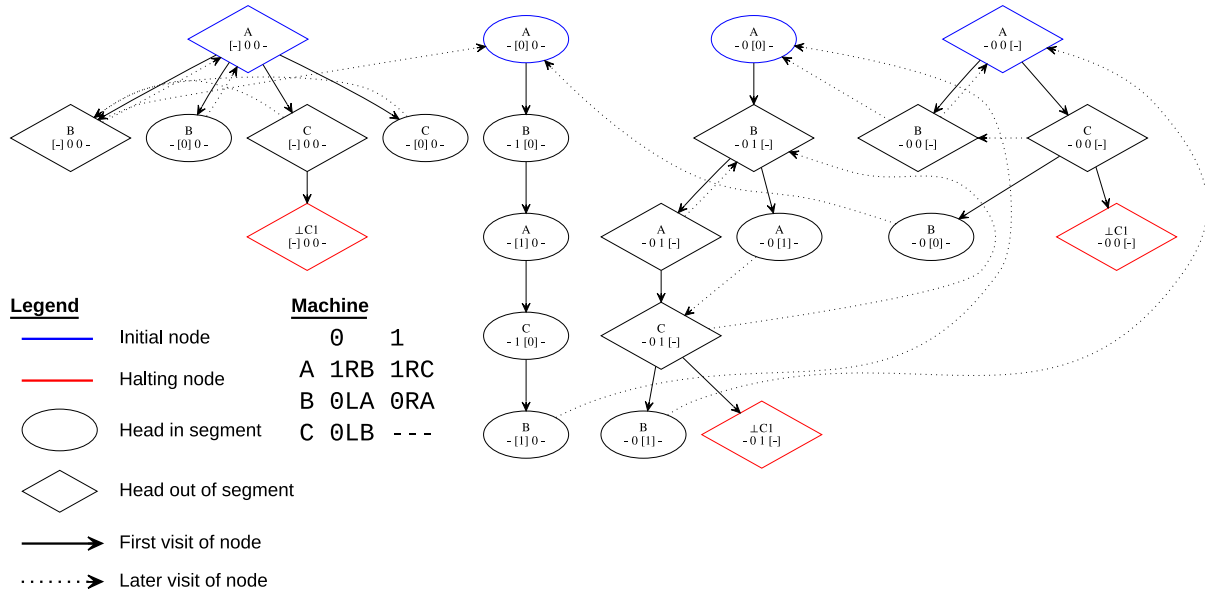 A
[-] 0 0 -
A
- [0] 0 -
A
- 0 [0] -
A
- 0 0 [-]
B
[-] 0 0 -
B
- [0] 0 -
C
[-] 0 0 -
C
- [0] 0 -
B
- 1 [0] -
B
- 0 1 [-]
B
- 0 0 [-]
C
- 0 0 [-]
⊥C1
[-] 0 0 -
A
- [1] 0 -
A
- 0 1 [-]
A
- 0 [1] -
B
- 0 [0] -
⊥C1
- 0 0 [-]
C
- 1 [0] -
C
- 0 1 [-]
B
- [1] 0 -
B
- 0 [1] -
⊥C1
- 0 1 [-]
Legend
Initial node
Halting node
Head in segment
Head out of segment
First visit of node
Later visit of node
Machine
0 1
A 1RB 1RC
B 0LA 0RA
C 0LB ---